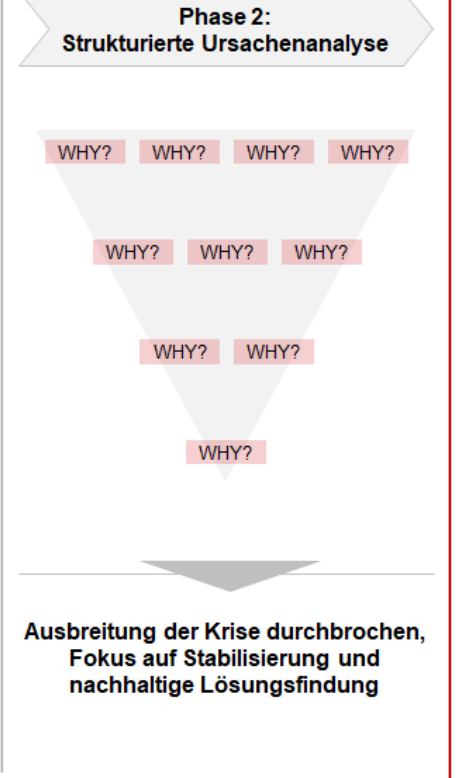 Phase 2:
Strukturierte Ursachenanalyse
WHY? WHY? WHY? WHY?
WHY? WHY? WHY?
WHY? WHY?
WHY?
Ausbreitung der Krise durchbrochen,
Fokus auf Stabilisierung und
nachhaltige Lösungsfindung